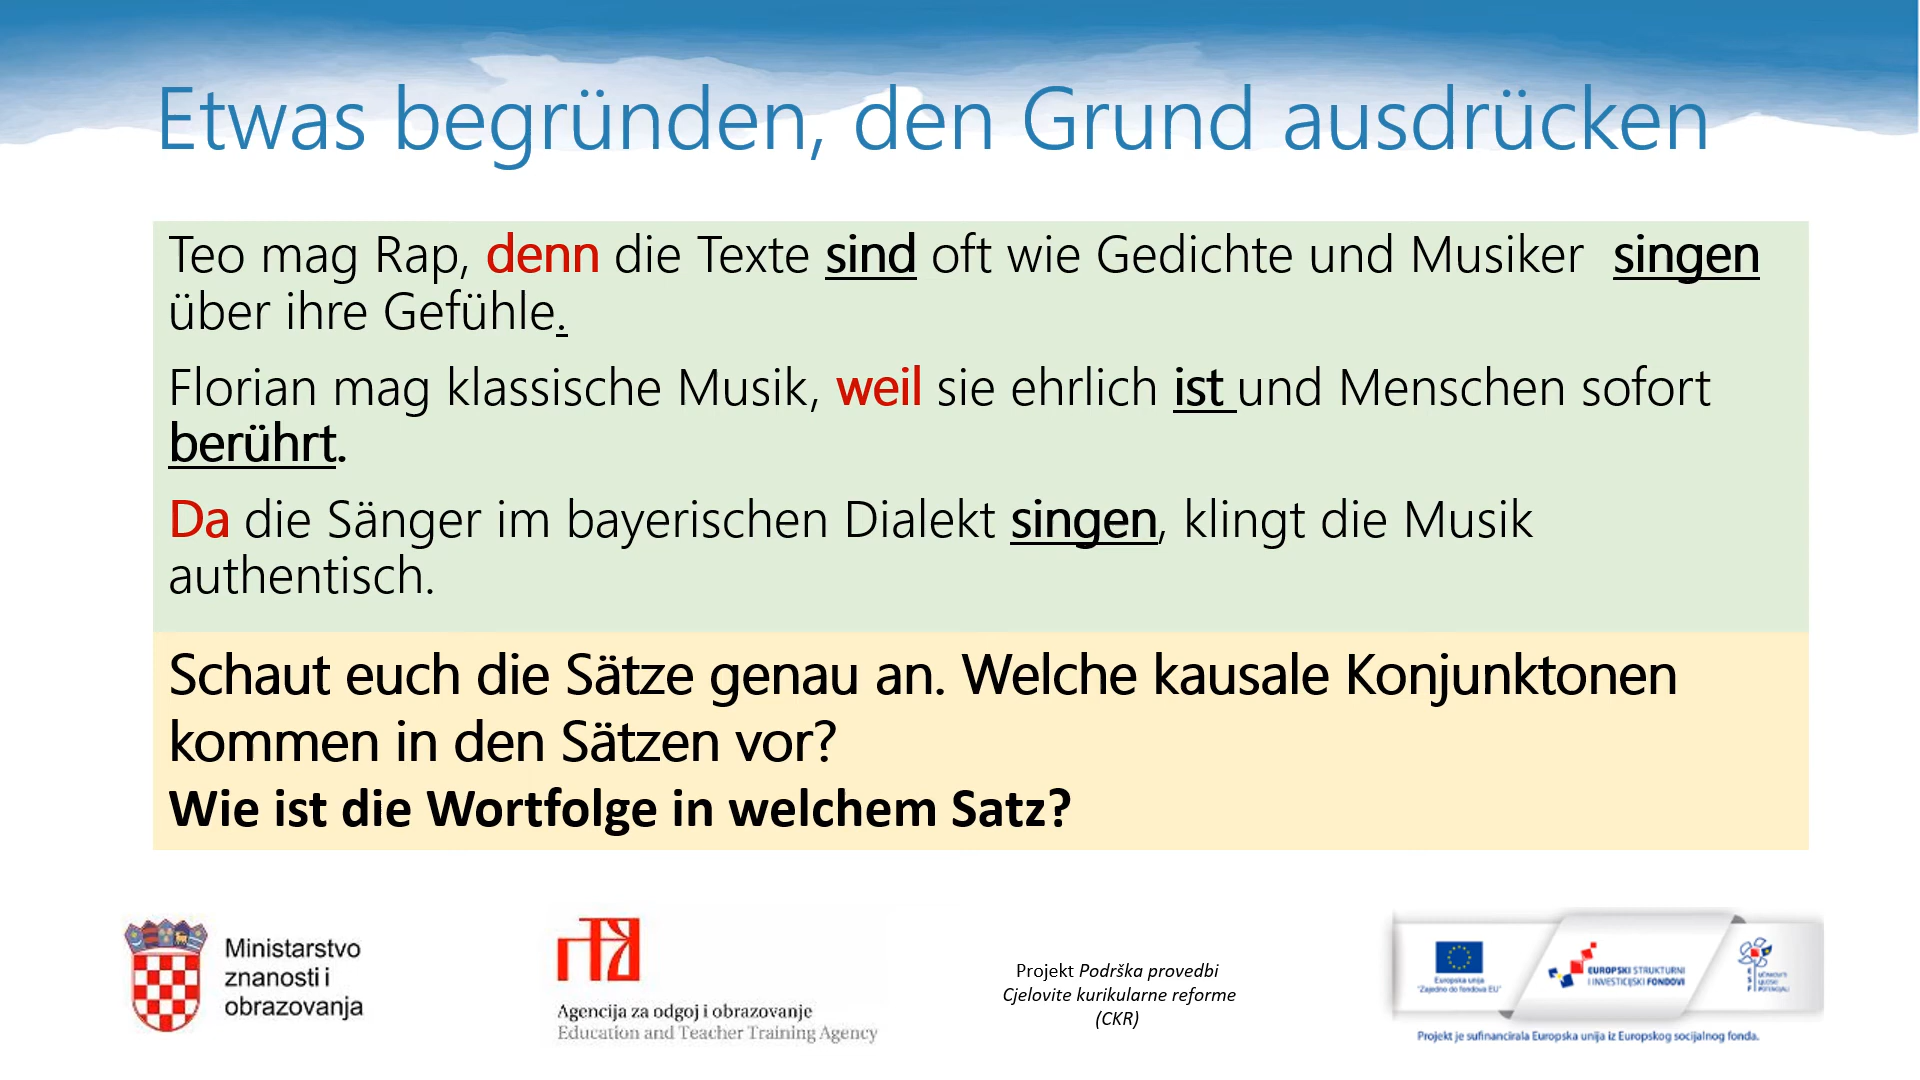 Etwas begründen, den Grund ausdrücken
Teo mag Rap, denn die Texte sind oft wie Gedichte und Musiker singen
über ihre Gefühle.
Florian mag klassische Musik, weil sie ehrlich ist und Menschen sofort
berührt.
Da die Sänger im bayerischen Dialekt singen, klingt die Musik
authentisch.
Schaut euch die Sätze genau an. Welche kausale Konjunktonen
kommen in den Sätzen vor?
Wie ist die Wortfolge in welchem Satz?
Ministarstvo
znanosti i
obrazovanja
Agencija za odgoj i obrazovanje
Education and Teacher Training Agency
Projekt Podrška provedbi
Cjelovite kurikularne reforme
(CKR)
Europska unija
"Zajedno do fondova EU"
EUROPSKI STRUKTURNI
I INVESTICIJSKI FONDOVI
Projekt je sufinancirala Europska unija iz Europskog socijalnog fonda.